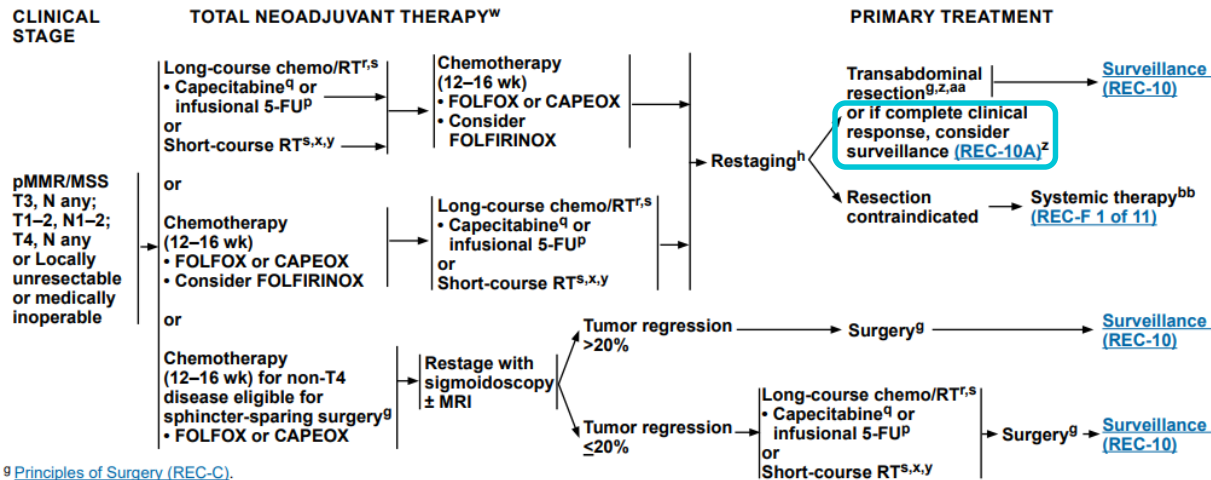 CLINICAL
STAGE
TOTAL NEOADJUVANT THERAPYʷ
PRIMARY TREATMENT
pMMR/MSS
T3, N any;
T1–2, N1–2;
T4, N any
or Locally
unresectable
or medically
inoperable
Long-course chemo/RTʳ,ˢ
• Capecitabine^q or
infusional 5-FUᵖ
or
Short-course RTˢ,ˣ,ʸ
Chemotherapy
(12–16 wk)
• FOLFOX or CAPEOX
• Consider
FOLFIRINOX
or
Chemotherapy
(12–16 wk)
• FOLFOX or CAPEOX
• Consider FOLFIRINOX
Long-course chemo/RTʳ,ˢ
• Capecitabine^q or
infusional 5-FUᵖ
or
Short-course RTˢ,ˣ,ʸ
Restagingʰ
Transabdominal
resectionᵍ,ᶻ,ᵃᵃ
or if complete clinical
response, consider
surveillance (REC-10A)ᶻ
Surveillance
(REC-10)
Resection
contraindicated
Systemic therapyᵇᵇ
(REC-F 1 of 11)
or
Chemotherapy
(12–16 wk) for non-T4
disease eligible for
sphincter-sparing surgeryᵍ
• FOLFOX or CAPEOX
Restage with
sigmoidoscopy
± MRI
Tumor regression
>20%
Surgeryᵍ
Surveillance
(REC-10)
Tumor regression
≤20%
Long-course chemo/RTʳ,ˢ
• Capecitabine^q or
infusional 5-FUᵖ
or
Short-course RTˢ,ˣ,ʸ
Surgeryᵍ
Surveillance
(REC-10)
ᵍ Principles of Surgery (REC-C).